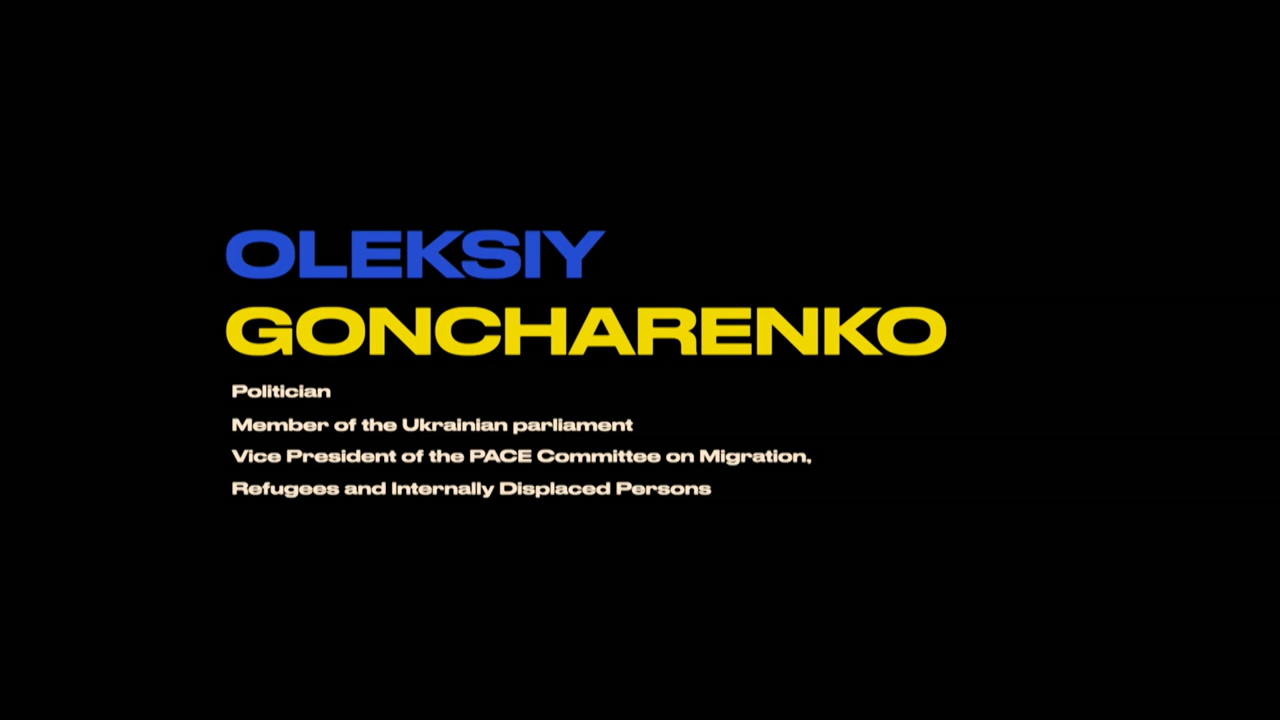 OLEKSIY
GONCHARENKO
Politician
Member of the Ukrainian parliament
Vice President of the PACE Committee on Migration,
Refugees and Internally Displaced Persons